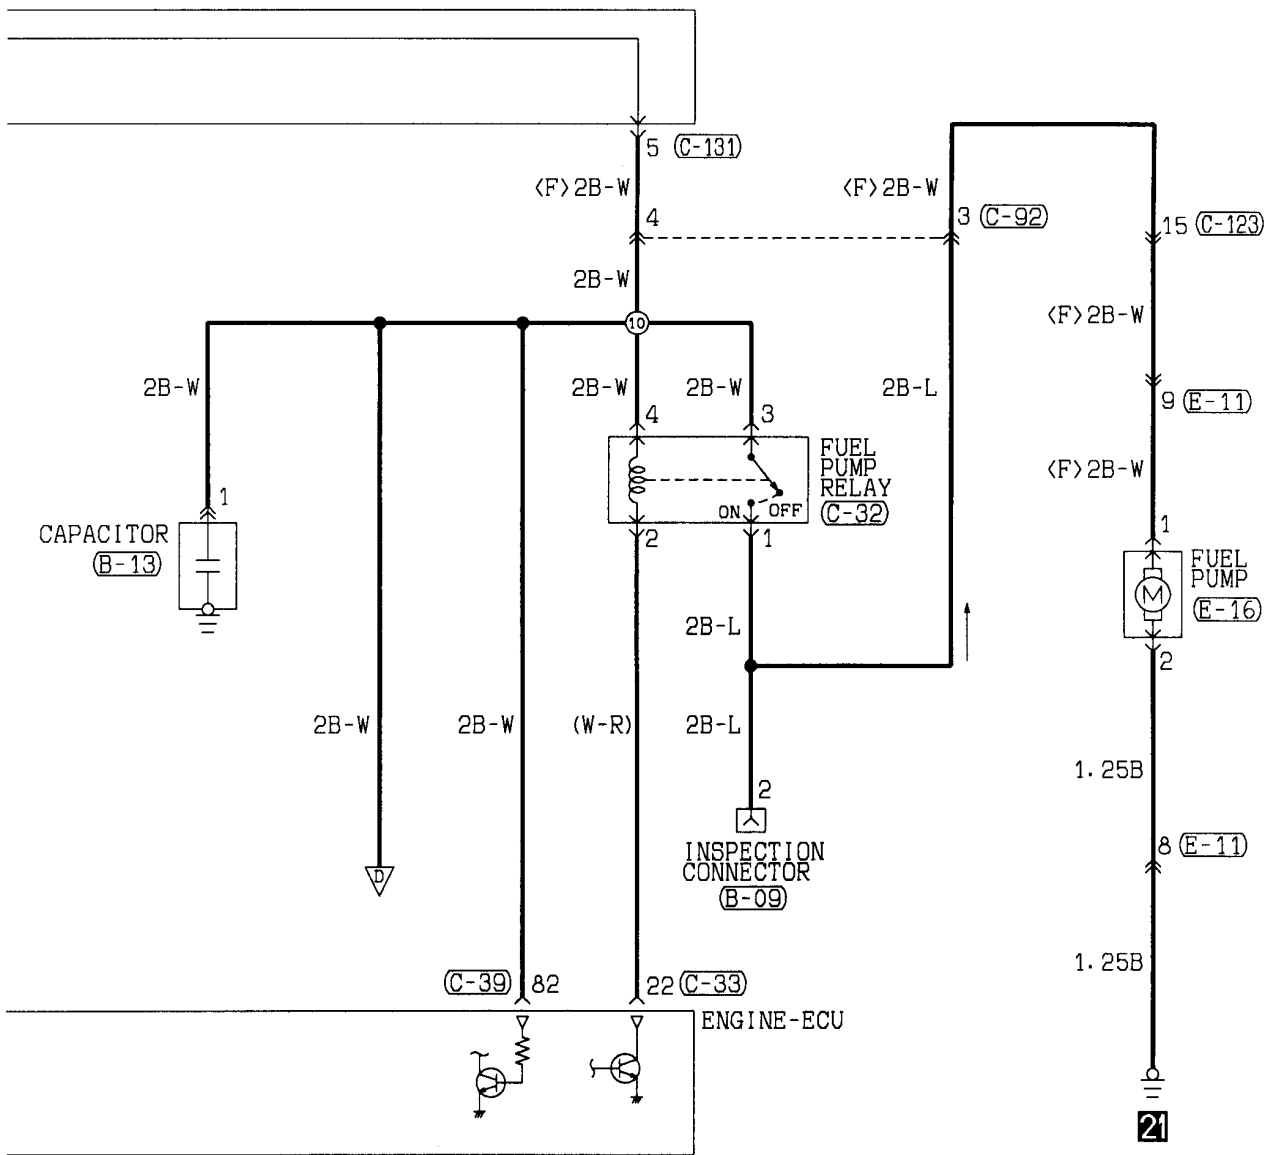 5 (C-131)
<F>2B-W
<F>2B-W
4
3 (C-92)
15 (C-123)
2B-W
10
<F>2B-W
2B-W
2B-W
2B-W
2B-L
9 (E-11)
4
3
FUEL
PUMP
RELAY
(C-32)
<F>2B-W
ON
OFF
1
CAPACITOR
(B-13)
2
1
1
FUEL
PUMP
(E-16)
M
2B-L
2
2B-W
2B-W
(W-R)
2B-L
1.25B
2
8 (E-11)
INSPECTION
CONNECTOR
(B-09)
D
1.25B
(C-39) 82
22 (C-33)
ENGINE-ECU
21